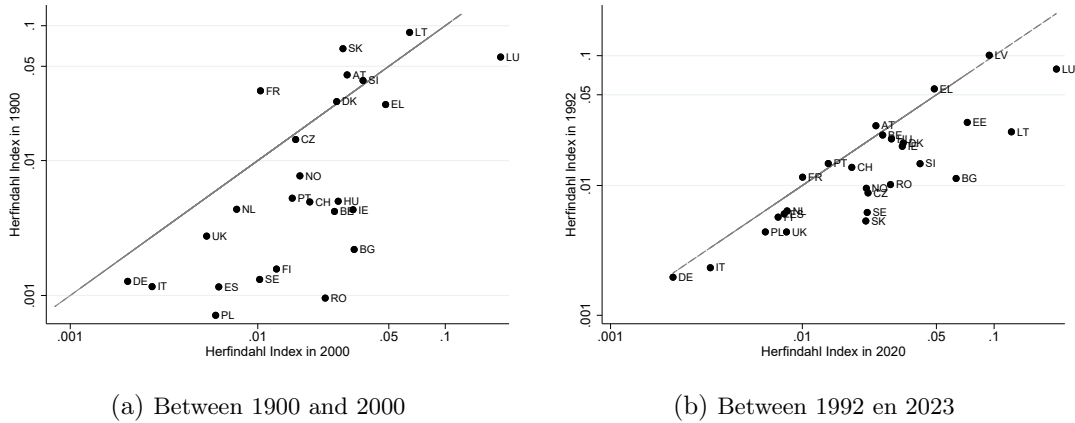 .1
.05
.01
.001
Herfindahl Index in 1900
LT
SK
LU
AT
SI
FR
DK
EL
CZ
NO
PT
CH
HU
NL
BE
IE
UK
BG
FI
DE
IT
ES
SE
RO
PL
.001
.01
.05
.1
Herfindahl Index in 2000
(a) Between 1900 and 2000
.1
.05
.01
.001
Herfindahl Index in 1992
LV
LU
EL
EE
AT
LT
BE
HU
DK
IE
PT
CH
SI
FR
BG
NO
RO
CZ
NL
ES
SE
SK
PL
UK
IT
DE
.001
.01
.05
.1
Herfindahl Index in 2020
(b) Between 1992 en 2023